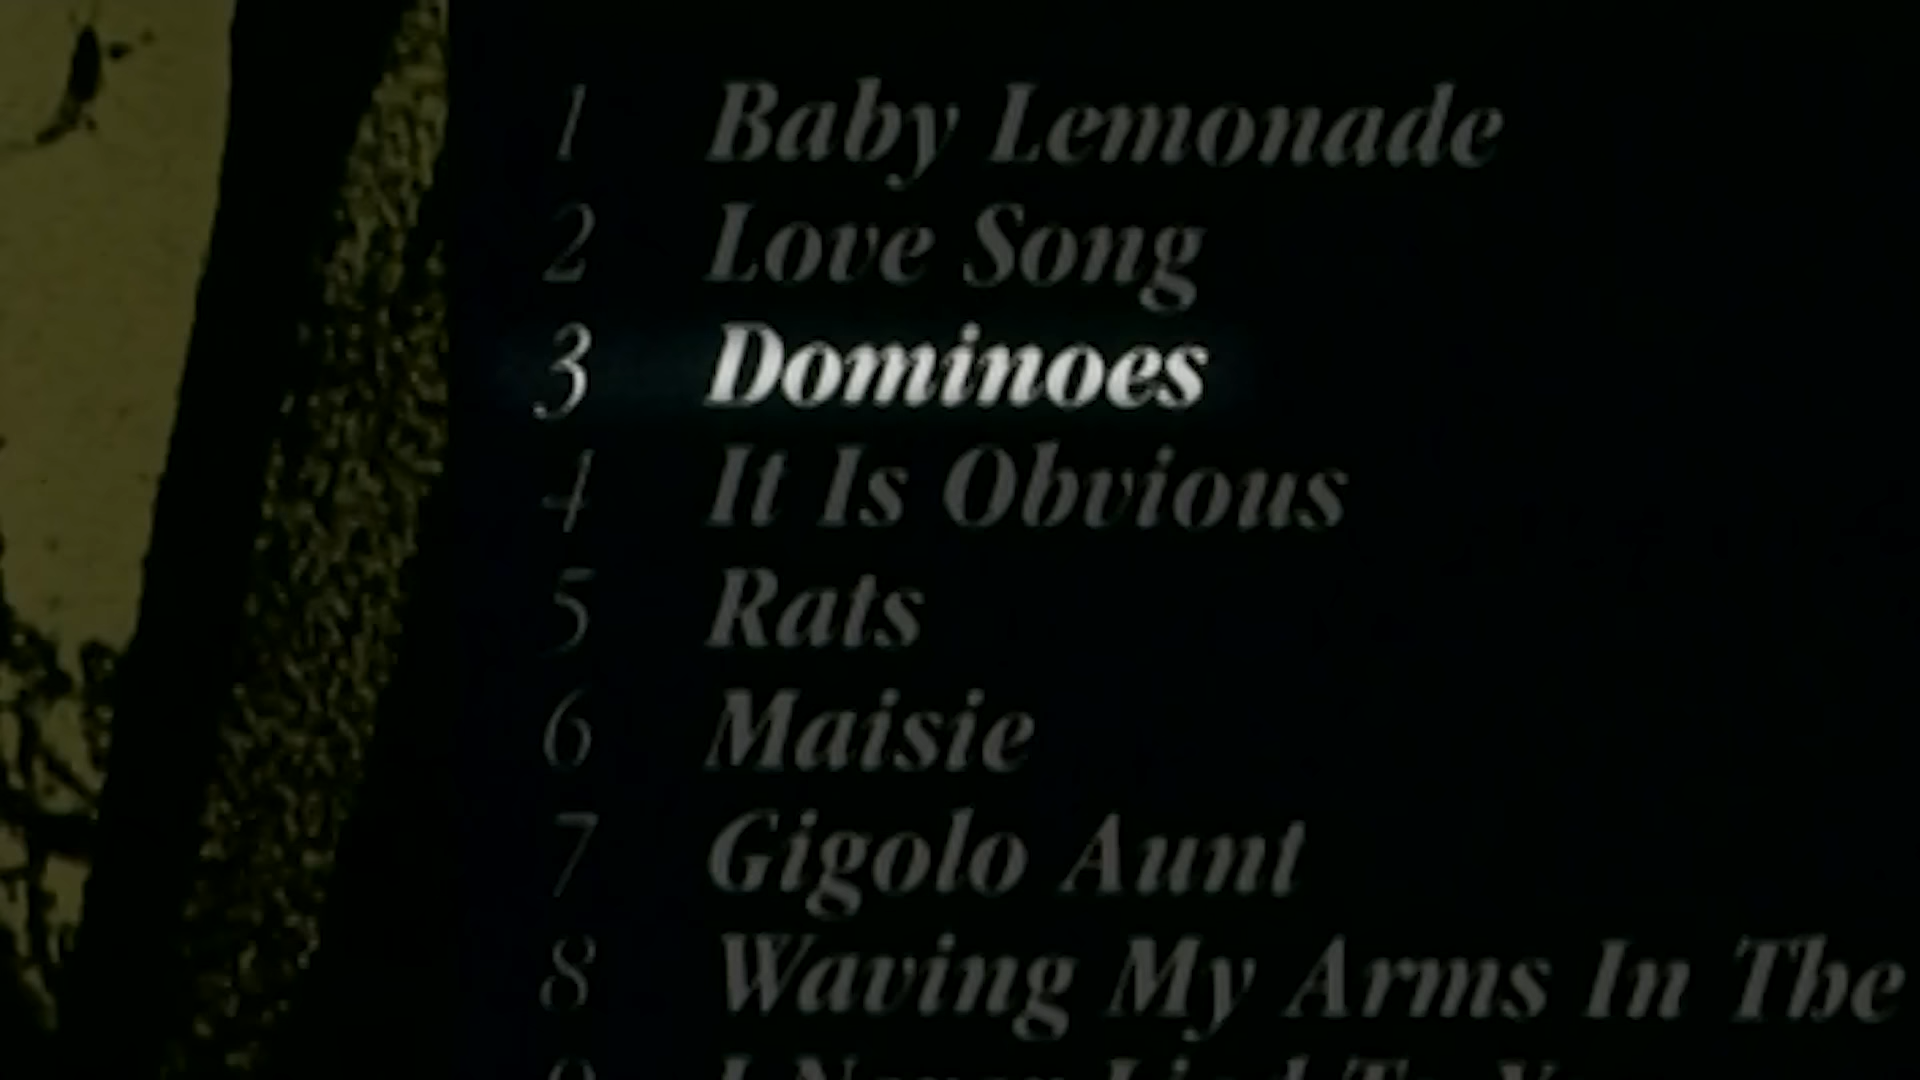 1 Baby Lemonade
2 Love Song
3 Dominoes
4 It Is Obvious
5 Rats
6 Maisie
7 Gigolo Aunt
8 Waving My Arms In The